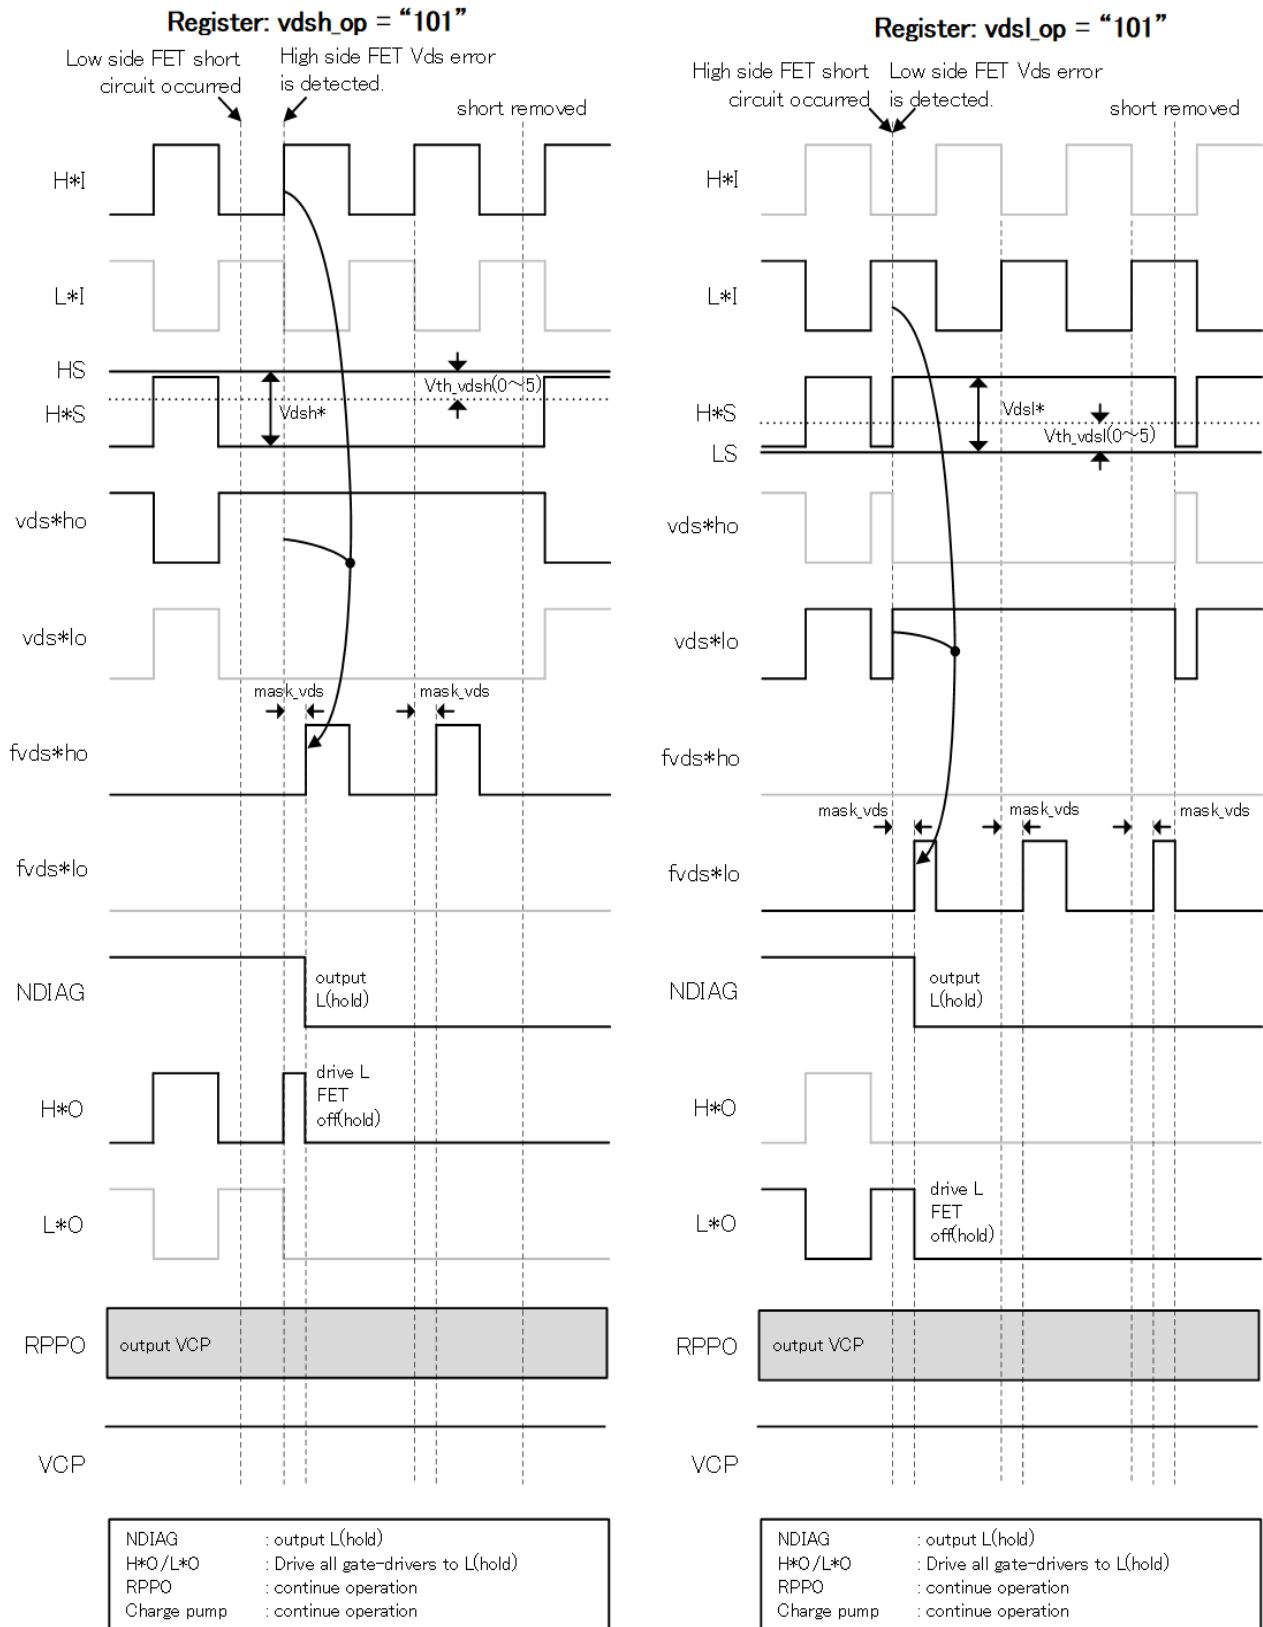 Register: vdsh_op = “101”
Low side FET short
circuit occurred
High side FET Vds error
is detected.
short removed
H*I
L*I
HS
Vth_vdsh(0～5)
H*S
Vdsh*
vds*ho
vds*lo
mask_vds
mask_vds
fvds*ho
fvds*lo
NDIAG
output
L(hold)
H*O
drive L
FET
off(hold)
L*O
RPPO
output VCP
VCP
NDIAG : output L(hold)
H*O/L*O : Drive all gate-drivers to L(hold)
RPPO : continue operation
Charge pump : continue operation
Register: vdsl_op = “101”
High side FET short
circuit occurred
Low side FET Vds error
is detected.
short removed
H*I
L*I
H*S
Vdsl*
Vth_vdsl(0～5)
LS
vds*ho
vds*lo
fvds*ho
mask_vds
mask_vds
mask_vds
fvds*lo
NDIAG
output
L(hold)
H*O
L*O
drive L
FET
off(hold)
RPPO
output VCP
VCP
NDIAG : output L(hold)
H*O/L*O : Drive all gate-drivers to L(hold)
RPPO : continue operation
Charge pump : continue operation